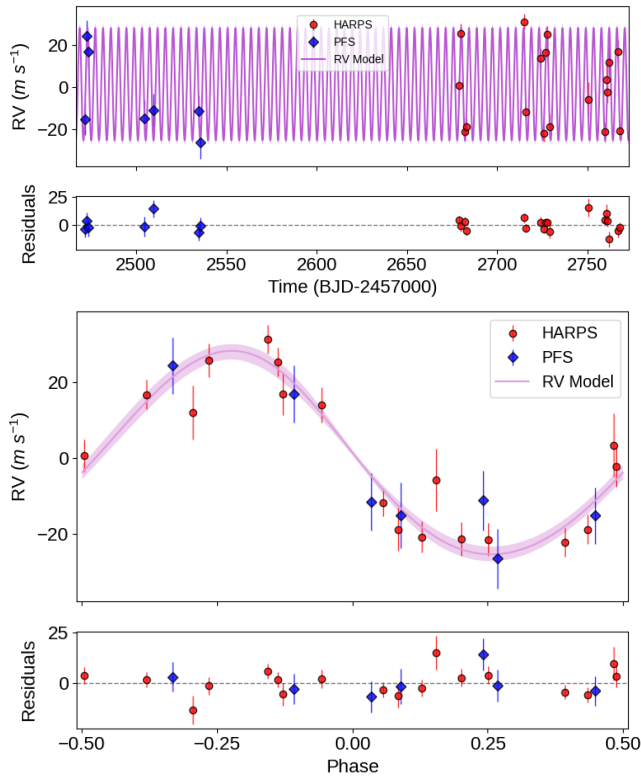 20
0
−20
RV (m s⁻¹)
HARPS
PFS
RV Model
25
0
Residuals
2500
2550
2600
2650
2700
2750
Time (BJD-2457000)
20
0
−20
RV (m s⁻¹)
HARPS
PFS
RV Model
25
0
Residuals
−0.50
−0.25
0.00
0.25
0.50
Phase